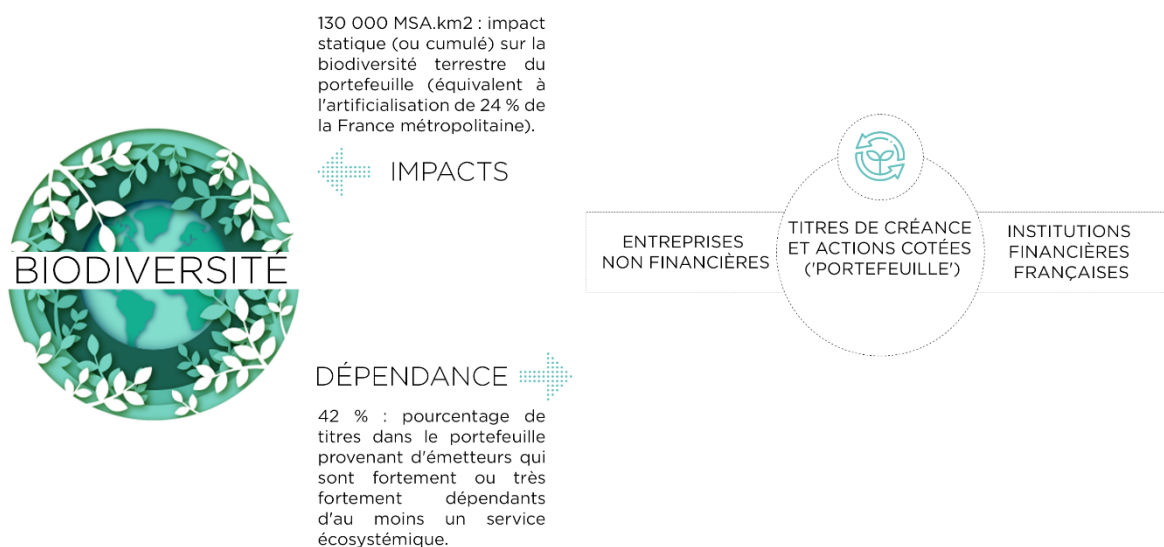 130 000 MSA.km2 : impact
statique (ou cumulé) sur la
biodiversité terrestre du
portefeuille (équivalent à
l'artificialisation de 24 % de
la France métropolitaine).
IMPACTS
BIODIVERSITÉ
DÉPENDANCE
42 % : pourcentage de
titres dans le portefeuille
provenant d'émetteurs qui
sont fortement ou très
fortement dépendants
d'au moins un service
écosystémique.
ENTREPRISES
NON FINANCIÈRES
TITRES DE CRÉANCE
ET ACTIONS COTÉES
('PORTEFEUILLE')
INSTITUTIONS
FINANCIÈRES
FRANÇAISES